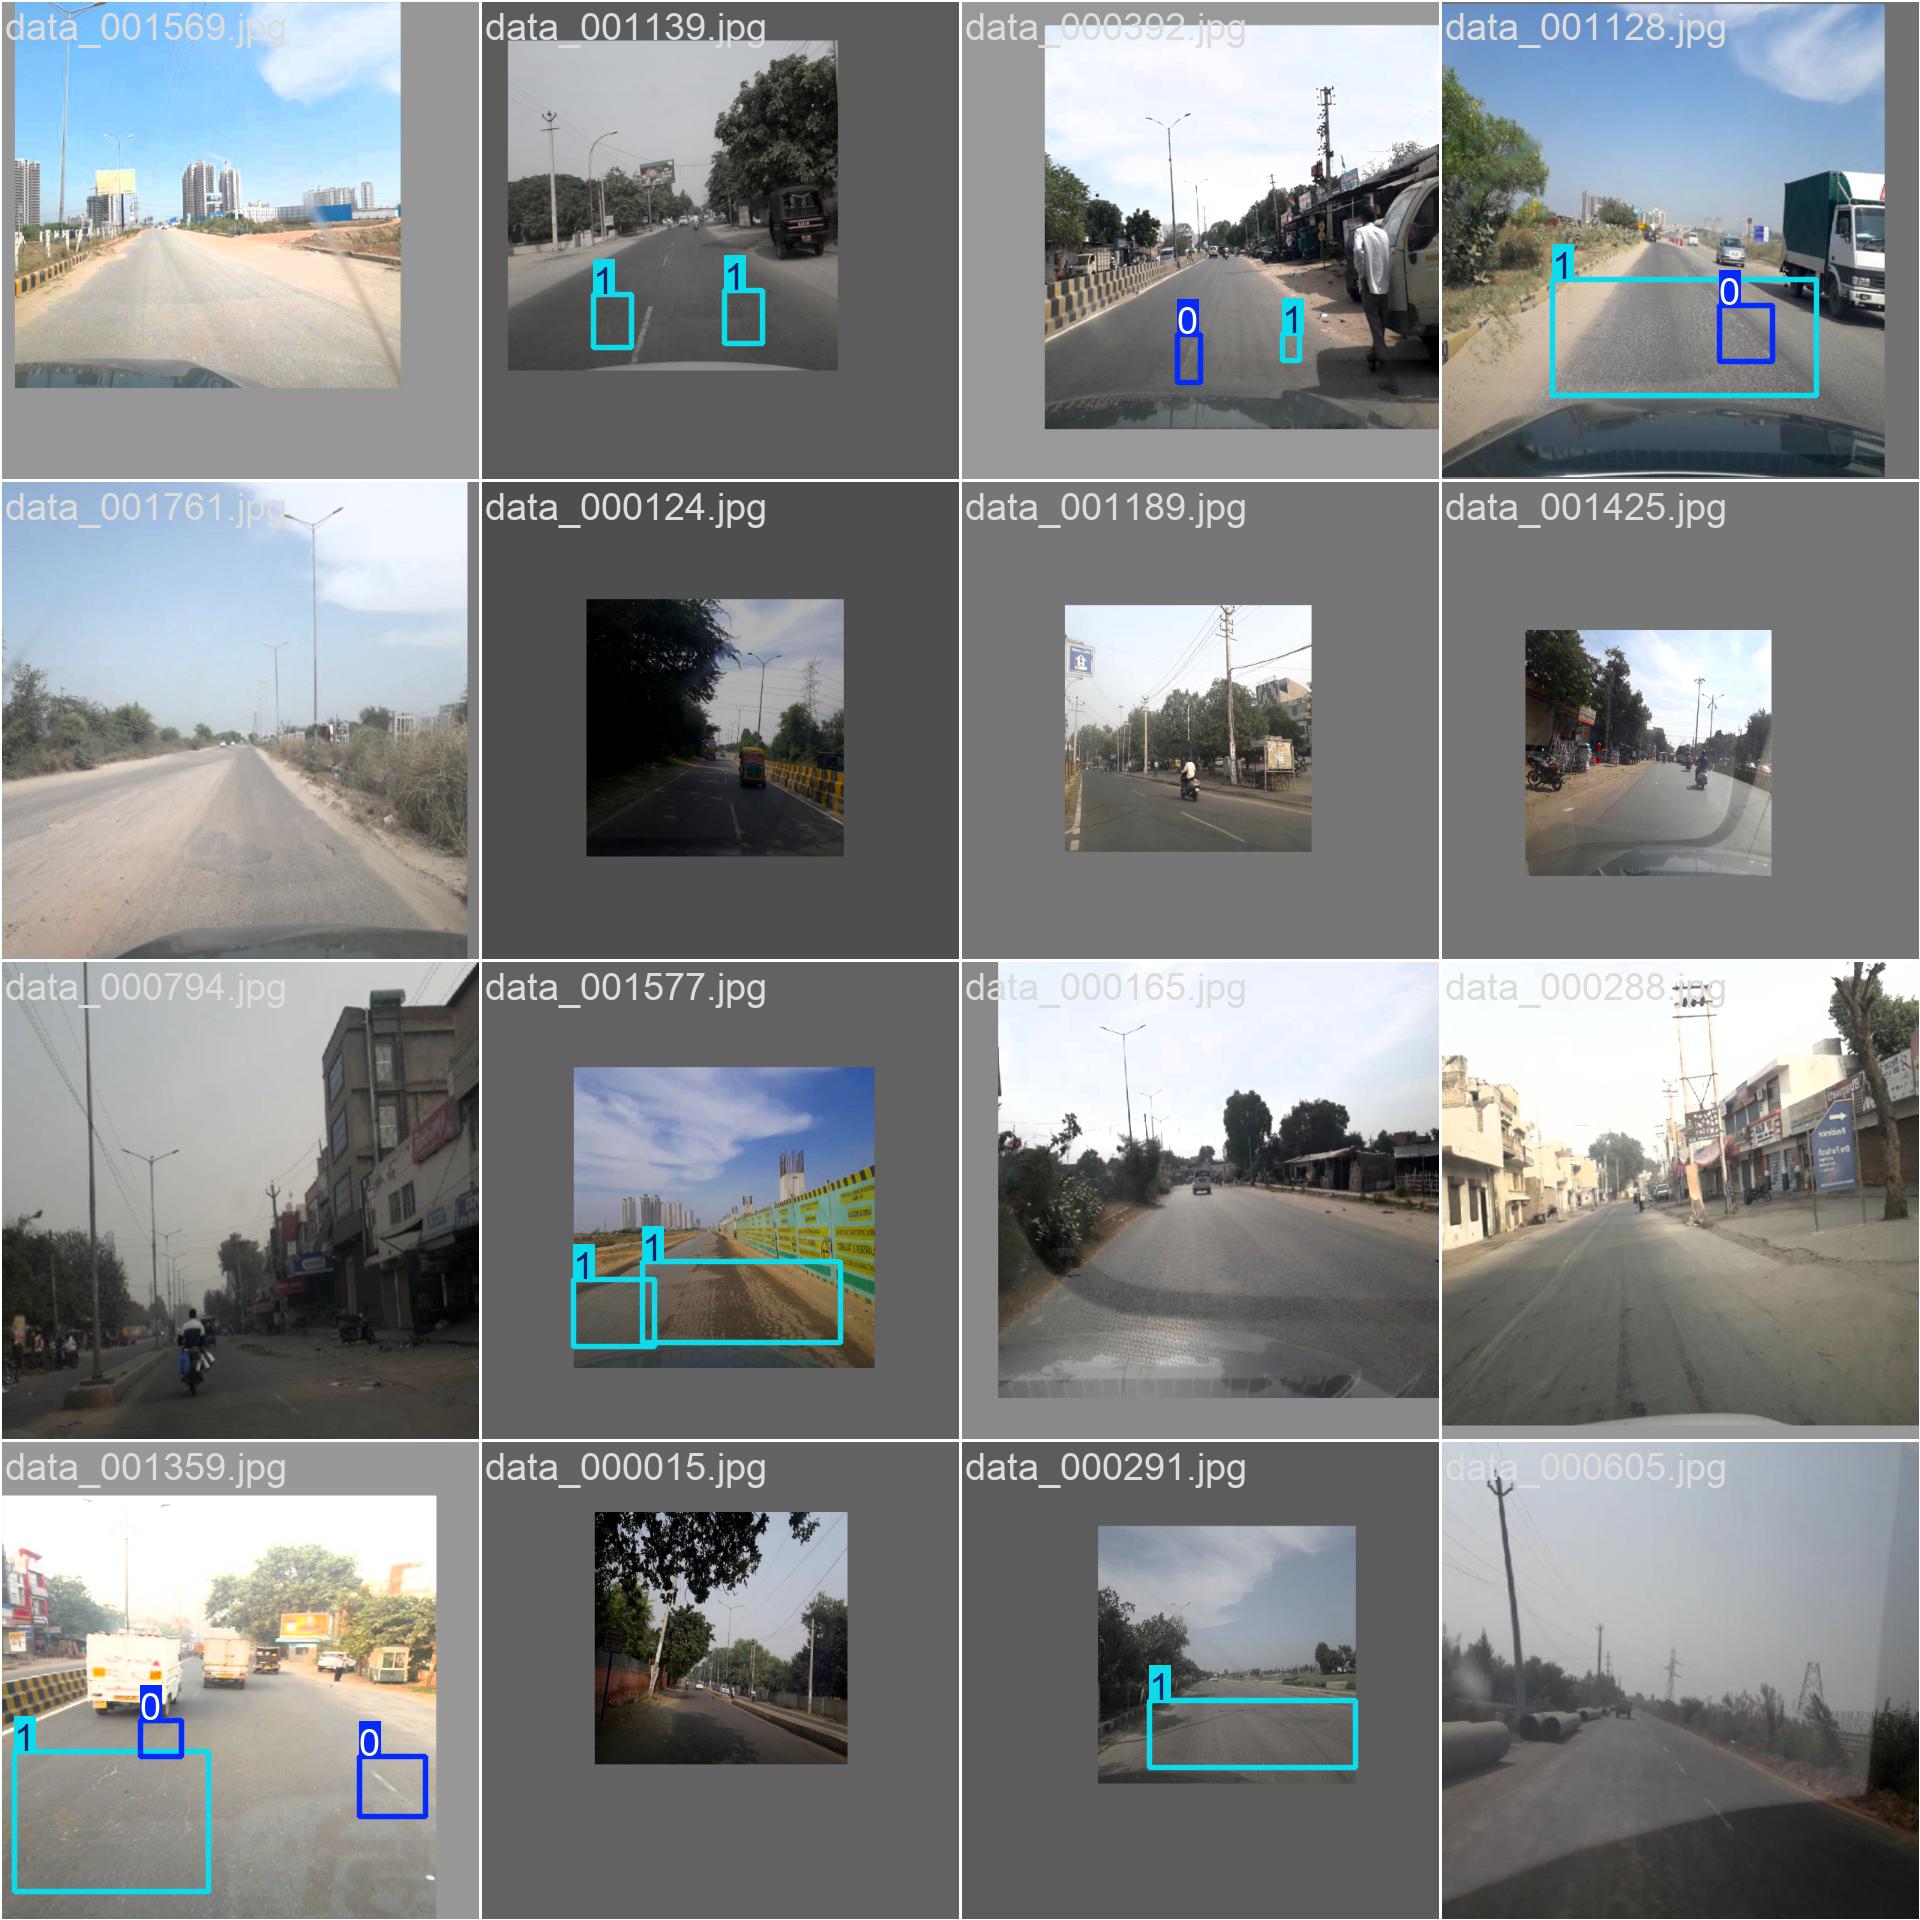 data_001569.jpg
data_001139.jpg
data_000392.jpg
data_001128.jpg
1
1
0
1
1
0
data_001761.jpg
data_000124.jpg
data_001189.jpg
data_001425.jpg
data_000794.jpg
data_001577.jpg
data_000165.jpg
data_000288.jpg
1
1
data_001359.jpg
data_000015.jpg
data_000291.jpg
data_000605.jpg
0
1
0
1